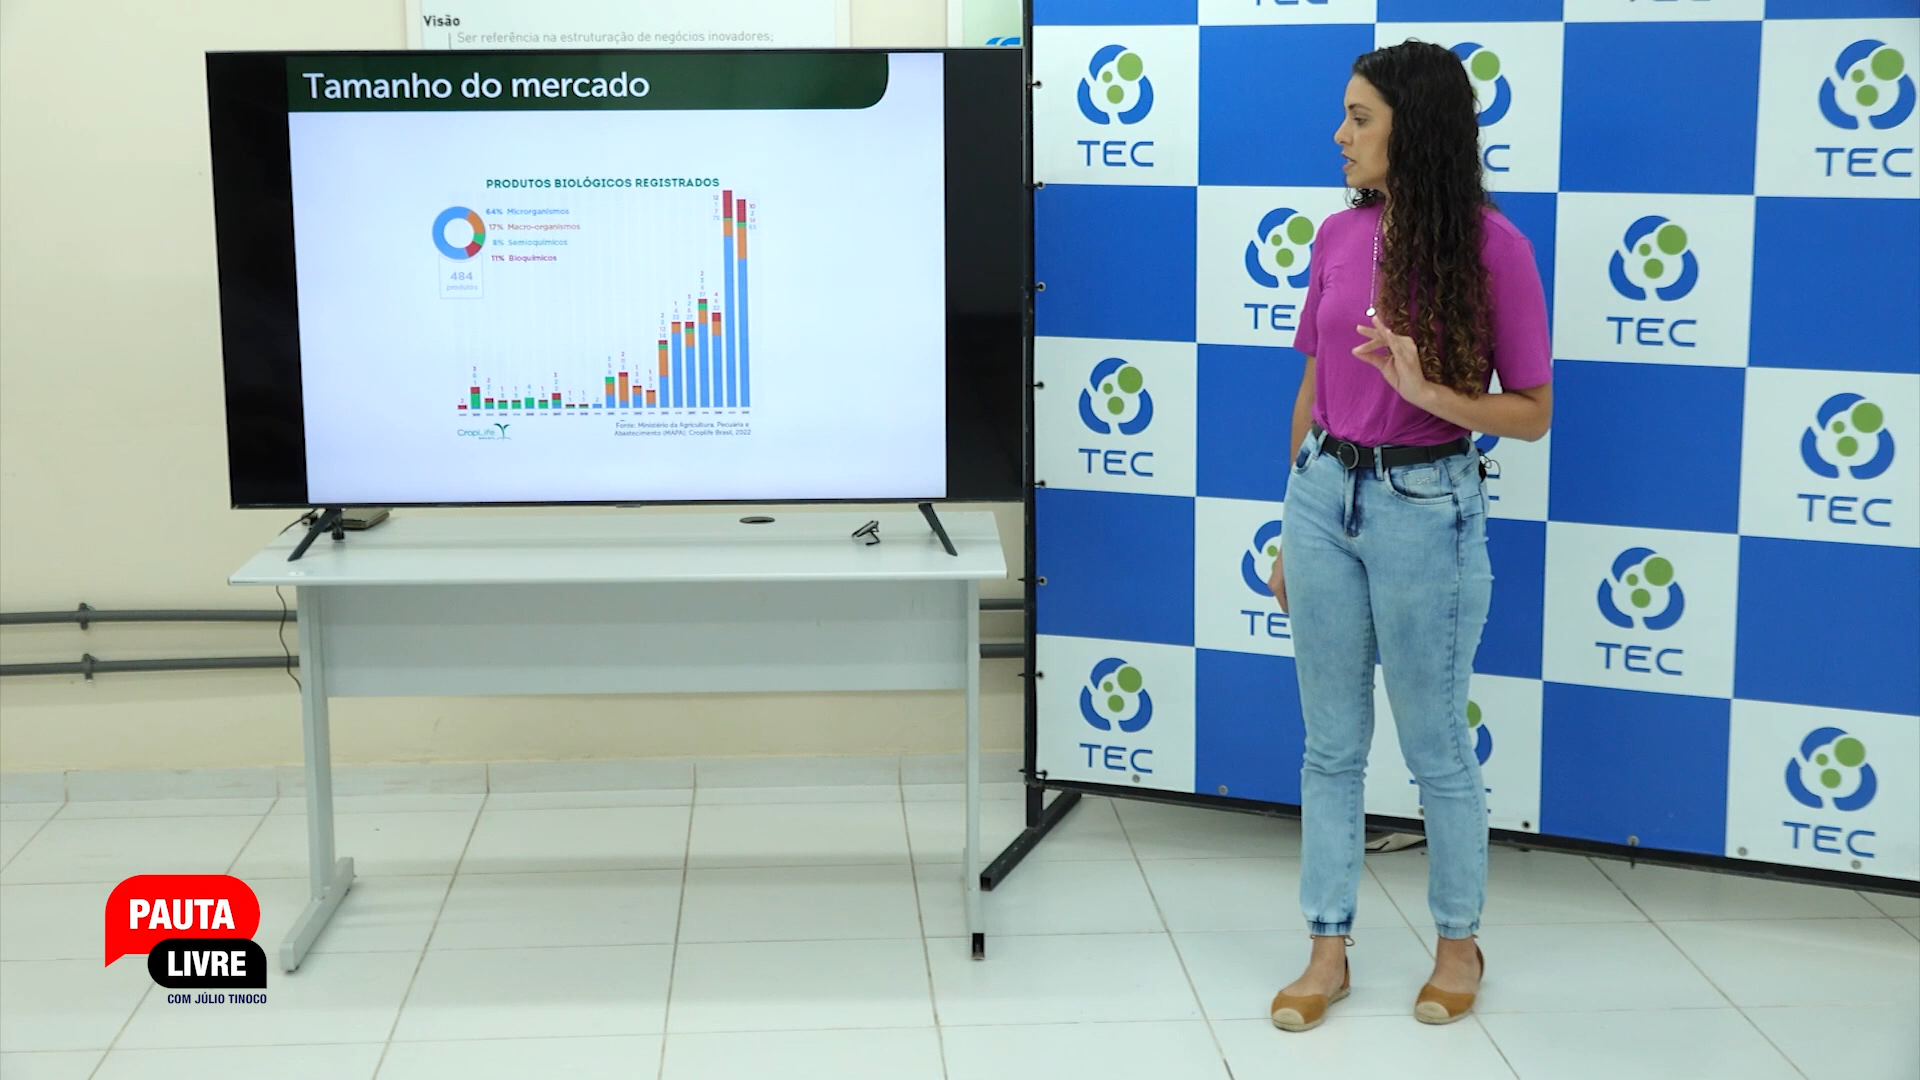 Visão
Ser referência na estruturação de negócios inovadores;
Tamanho do mercado
PRODUTOS BIOLÓGICOS REGISTRADOS
64% Microrganismos
17% Macro-organismos
8% Semioquímicos
11% Bioquímicos
484
produtos
CropLife
BRASIL
Fonte: Ministério da Agricultura, Pecuária e
Abastecimento (MAPA); Croplife Brasil, 2022
TEC
TEC
TEC
TEC
TEC
TEC
TEC
TEC
TEC
TEC
PAUTA
LIVRE
COM JÚLIO TINOCO